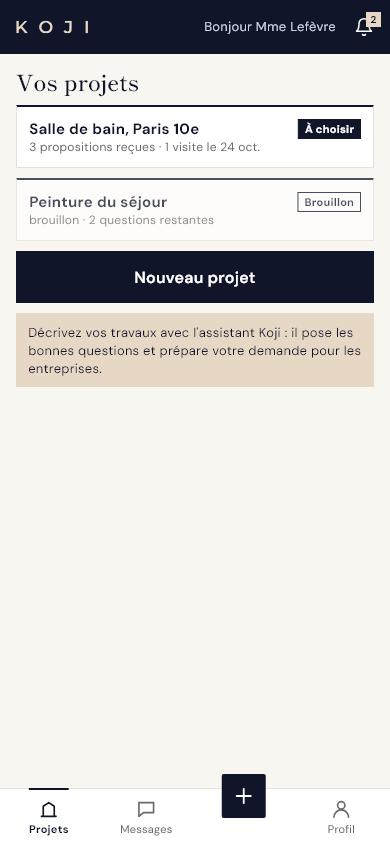 KOJI
Bonjour Mme Lefèvre
2
Vos projets
Salle de bain, Paris 10e
À choisir
3 propositions reçues · 1 visite le 24 oct.
Peinture du séjour
Brouillon
brouillon · 2 questions restantes
Nouveau projet
Décrivez vos travaux avec l'assistant Koji : il pose les
bonnes questions et prépare votre demande pour les
entreprises.
Projets
Messages
Profil